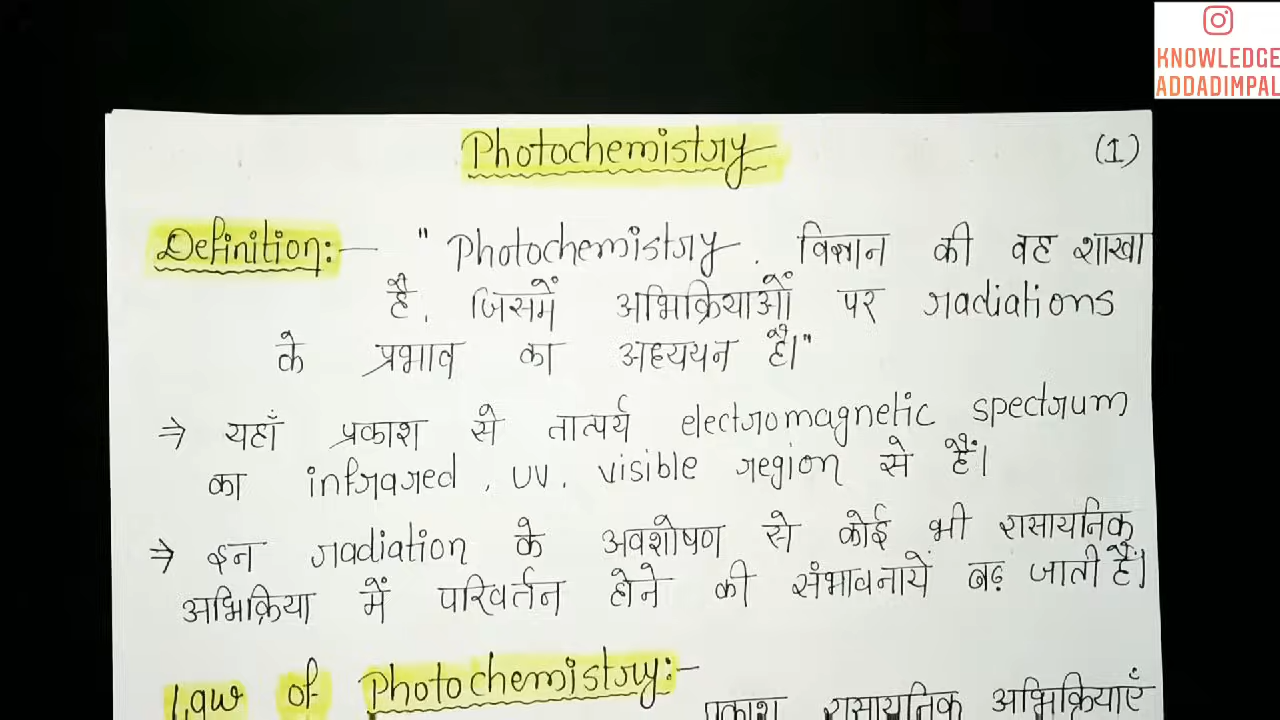 KNOWLEDGE
ADDADIMPAL
Photochemistry
(1)
Definition:— " Photochemistry . विज्ञान की वह शाखा
है, जिसमें अभिक्रियाओं पर radiations
के प्रभाव का अध्ययन है।"
⇒ यहाँ प्रकाश से तात्पर्य electromagnetic spectrum
का infrared , UV, visible region से हैं।
⇒ इन radiation के अवशोषण से कोई भी रासायनिक
अभिक्रिया में परिवर्तन होने की संभावनायें बढ़ जाती हैं।
Law of Photochemistry:—
प्रकाश रासायनिक अभिक्रियाएँ